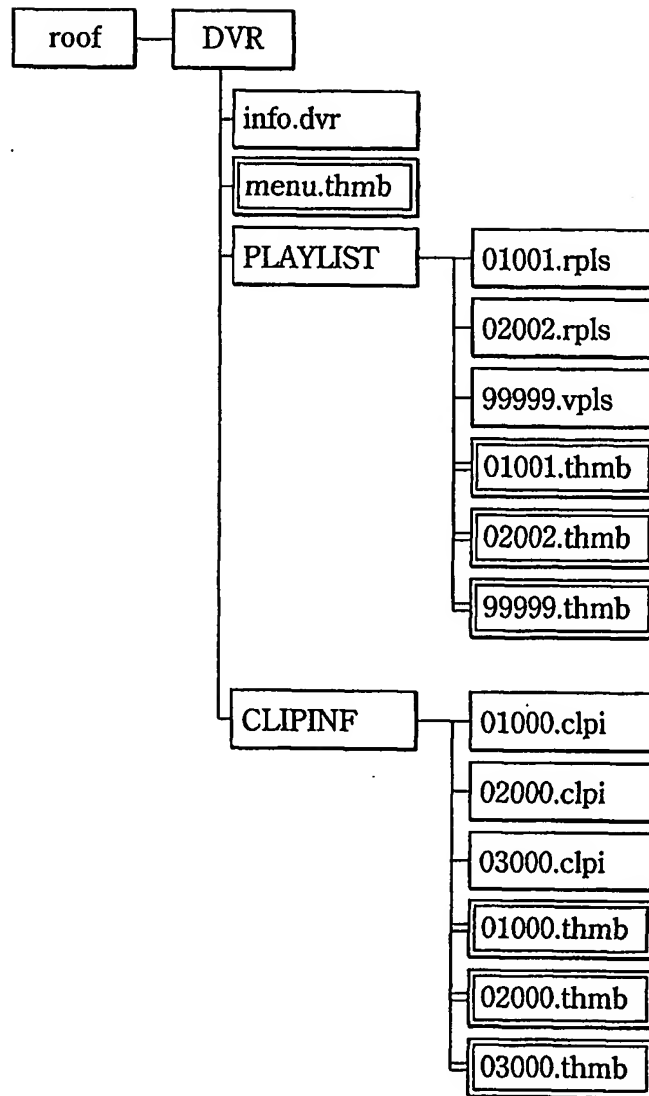 roof DVR
info.dvr
menu.thmb
PLAYLIST 01001.rpls
02002.rpls
99999.vpls
01001.thmb
02002.thmb
99999.thmb
CLIPINF 01000.clpi
02000.clpi
03000.clpi
01000.thmb
02000.thmb
03000.thmb